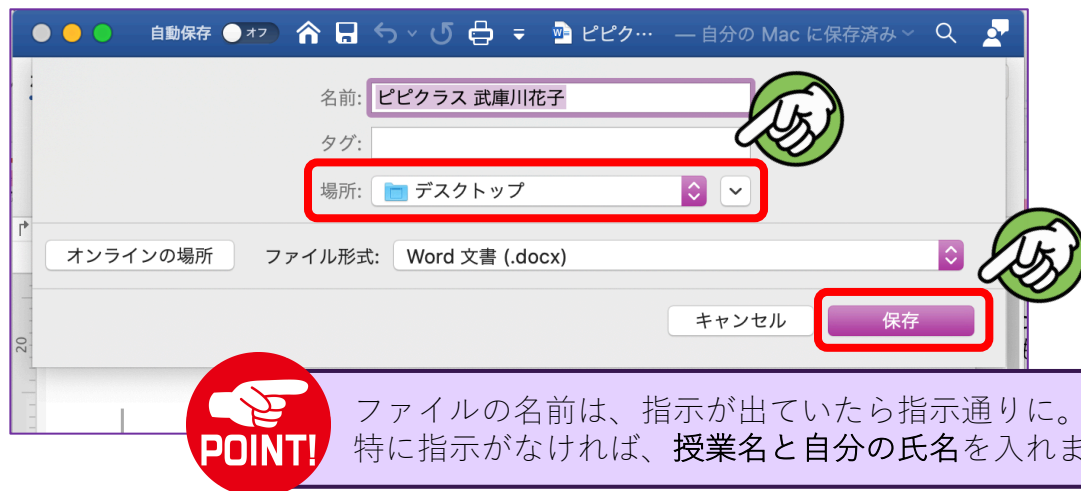 自動保存 オフ ピピク… — 自分の Mac に保存済み
名前: ピピクラス 武庫川花子
タグ:
場所: デスクトップ
オンラインの場所 ファイル形式: Word 文書 (.docx)
キャンセル 保存
20
POINT!
ファイルの名前は、指示が出ていたら指示通りに。
特に指示がなければ、授業名と自分の氏名を入れま